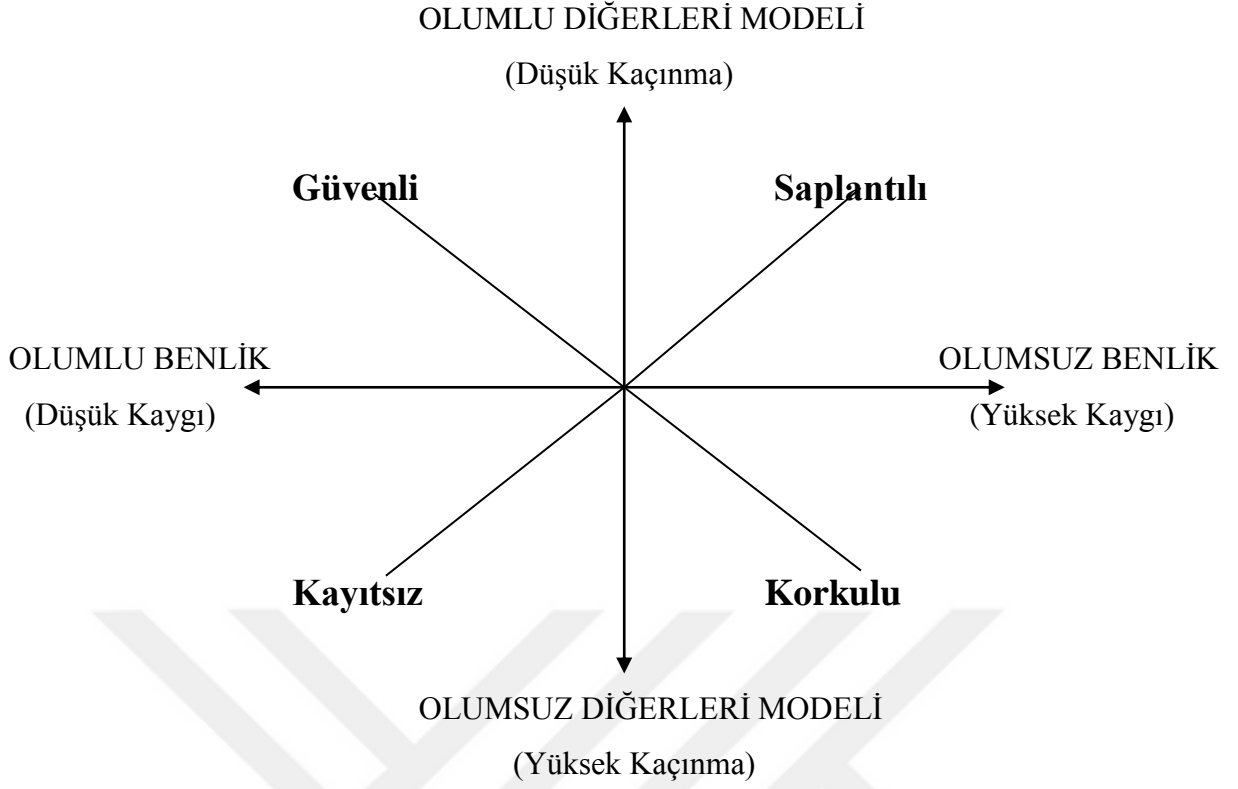 OLUMLU DİĞERLERİ MODELİ
(Düşük Kaçınma)
Güvenli
Saplantılı
OLUMLU BENLİK
(Düşük Kaygı)
OLUMSUZ BENLİK
(Yüksek Kaygı)
Kayıtsız
Korkulu
OLUMSUZ DİĞERLERİ MODELİ
(Yüksek Kaçınma)